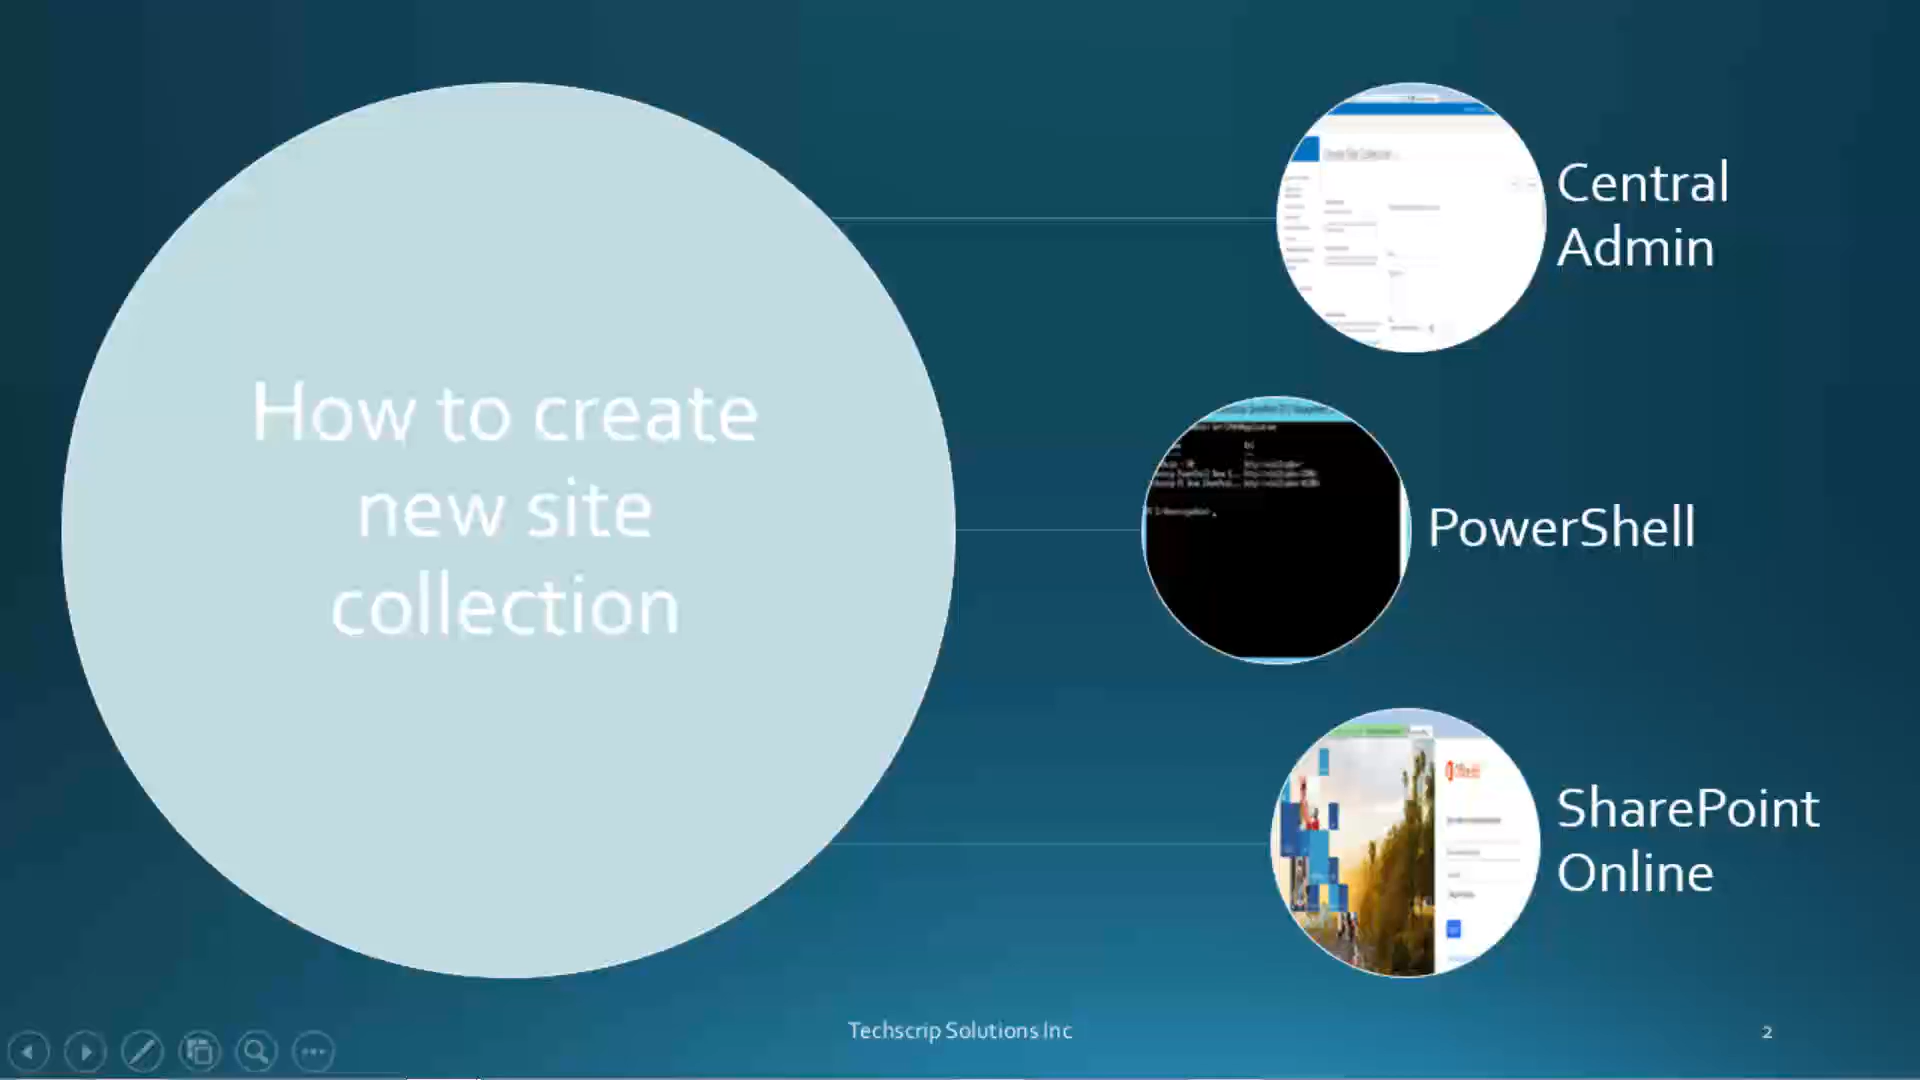 How to create
new site
collection
Central
Admin
PowerShell
SharePoint
Online
Techscrip Solutions Inc
2